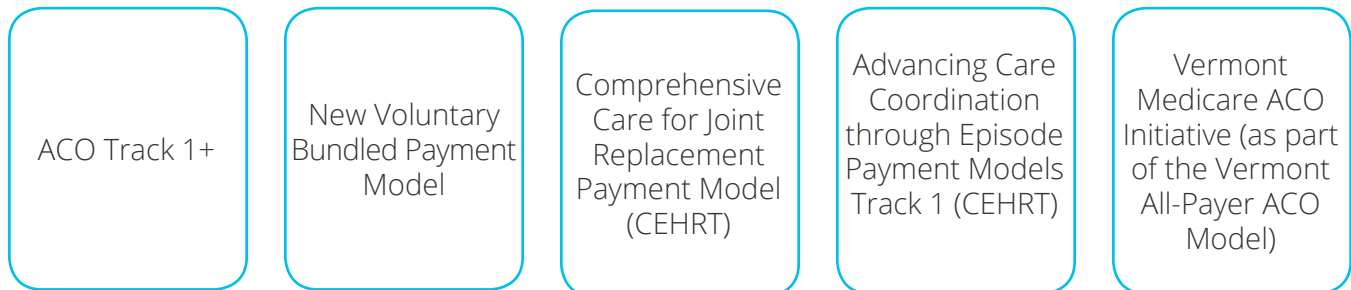 ACO Track 1+
New Voluntary
Bundled Payment
Model
Comprehensive
Care for Joint
Replacement
Payment Model
(CEHRT)
Advancing Care
Coordination
through Episode
Payment Models
Track 1 (CEHRT)
Vermont
Medicare ACO
Initiative (as part
of the Vermont
All-Payer ACO
Model)